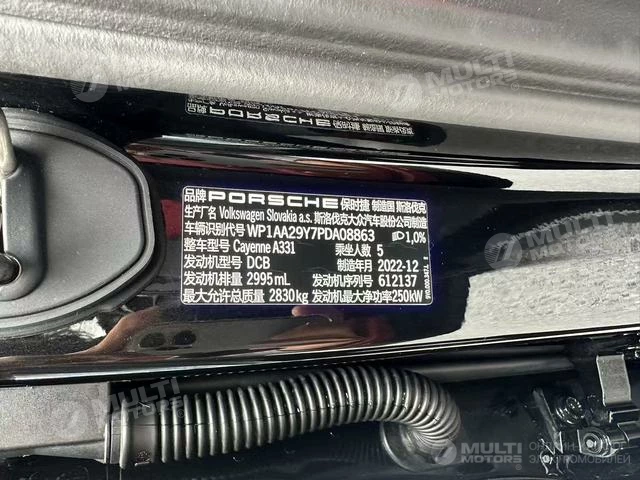 MULTI MOTORS
PORSCHE
品牌 PORSCHE 保时捷 制造国 斯洛伐克
生产厂名 Volkswagen Slovakia a.s. 斯洛伐克大众汽车股份公司制造
车辆识别代号 WP1AA29Y7PDA08863 1,0%
整车型号 Cayenne A331 乘坐人数 5
发动机型号 DCB 制造年月 2022-12
发动机排量 2995mL 发动机序列号 612137
最大允许总质量 2830kg 发动机最大净功率250kW
MULTI MOTORS